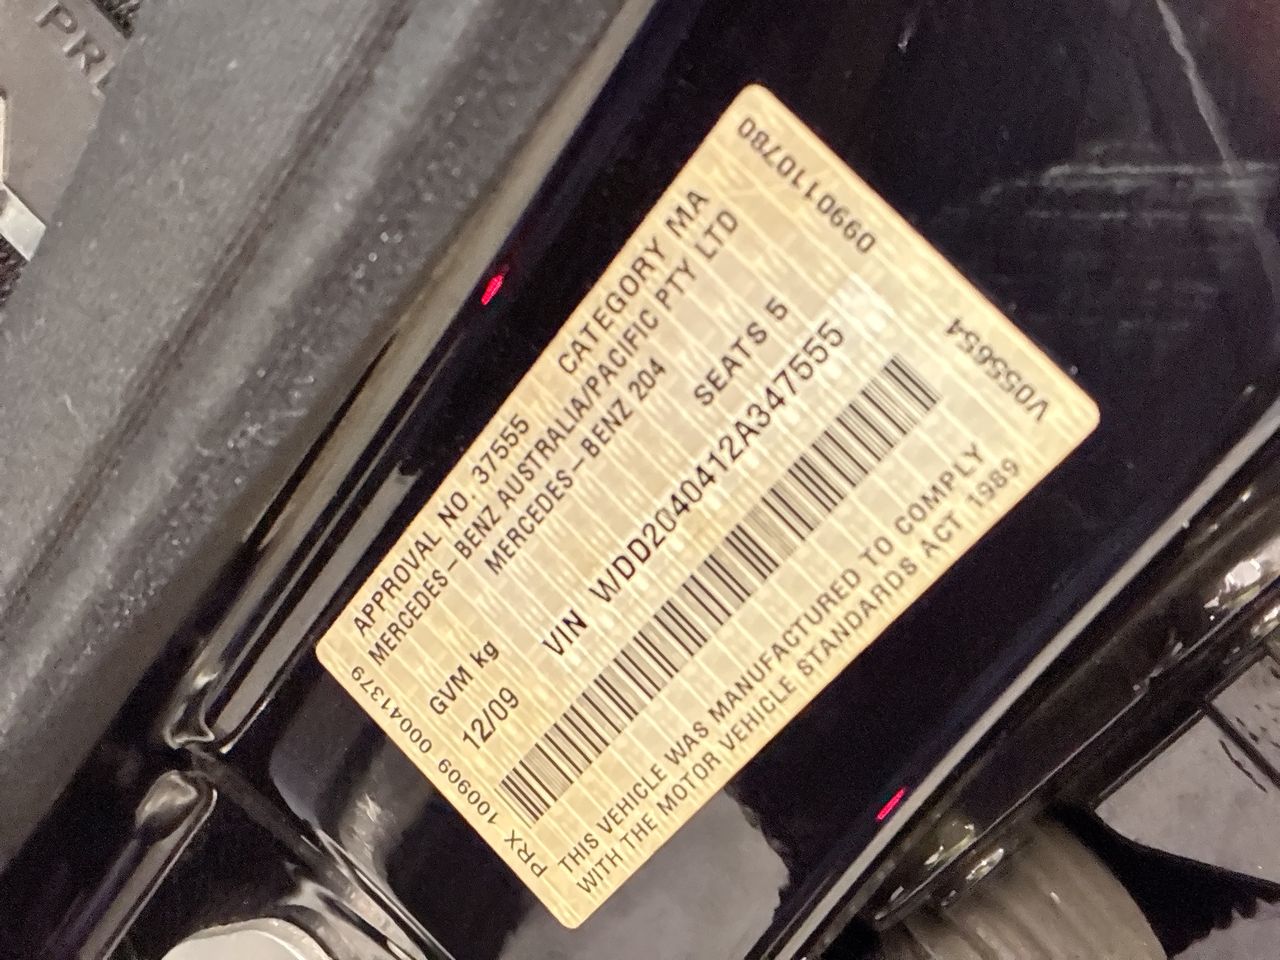 APPROVAL NO. 37555 CATEGORY MA
MERCEDES-BENZ AUSTRALIA/PACIFIC PTY LTD
MERCEDES-BENZ 204
GVM kg SEATS 5
12/09
VIN WDD2040412A347555
THIS VEHICLE WAS MANUFACTURED TO COMPLY
WITH THE MOTOR VEHICLE STANDARDS ACT 1989
PRX 100909 00041379
0990110780
V055654